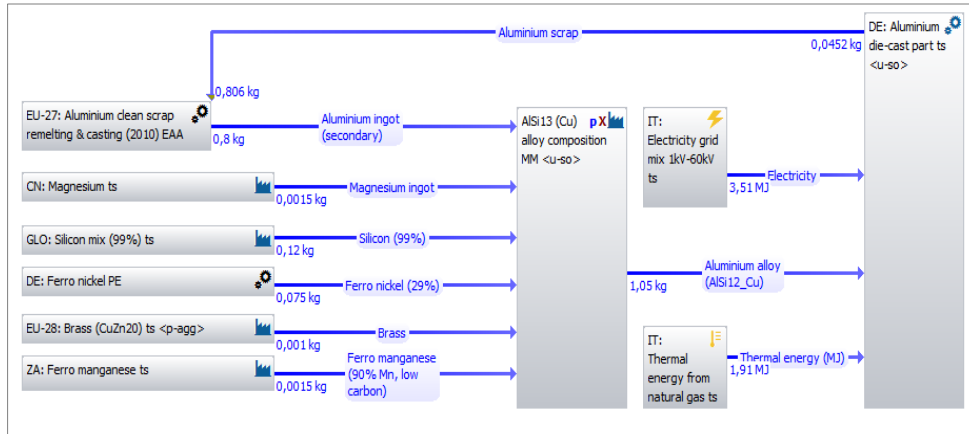 Aluminium scrap
0,0452 kg
DE: Aluminium
die-cast part ts
<u-so>
0,806 kg
EU-27: Aluminium clean scrap
remelting & casting (2010) EAA
0,8 kg
Aluminium ingot
(secondary)
AlSi13 (Cu) p X
alloy composition
MM <u-so>
IT:
Electricity grid
mix 1kV-60kV
ts
Electricity
3,51 MJ
CN: Magnesium ts
0,0015 kg
Magnesium ingot
GLO: Silicon mix (99%) ts
0,12 kg
Silicon (99%)
DE: Ferro nickel PE
0,075 kg
Ferro nickel (29%)
1,05 kg
Aluminium alloy
(AlSi12_Cu)
EU-28: Brass (CuZn20) ts <p-agg>
0,001 kg
Brass
ZA: Ferro manganese ts
0,0015 kg
Ferro manganese
(90% Mn, low
carbon)
IT:
Thermal
energy from
natural gas ts
Thermal energy (MJ)
1,91 MJ